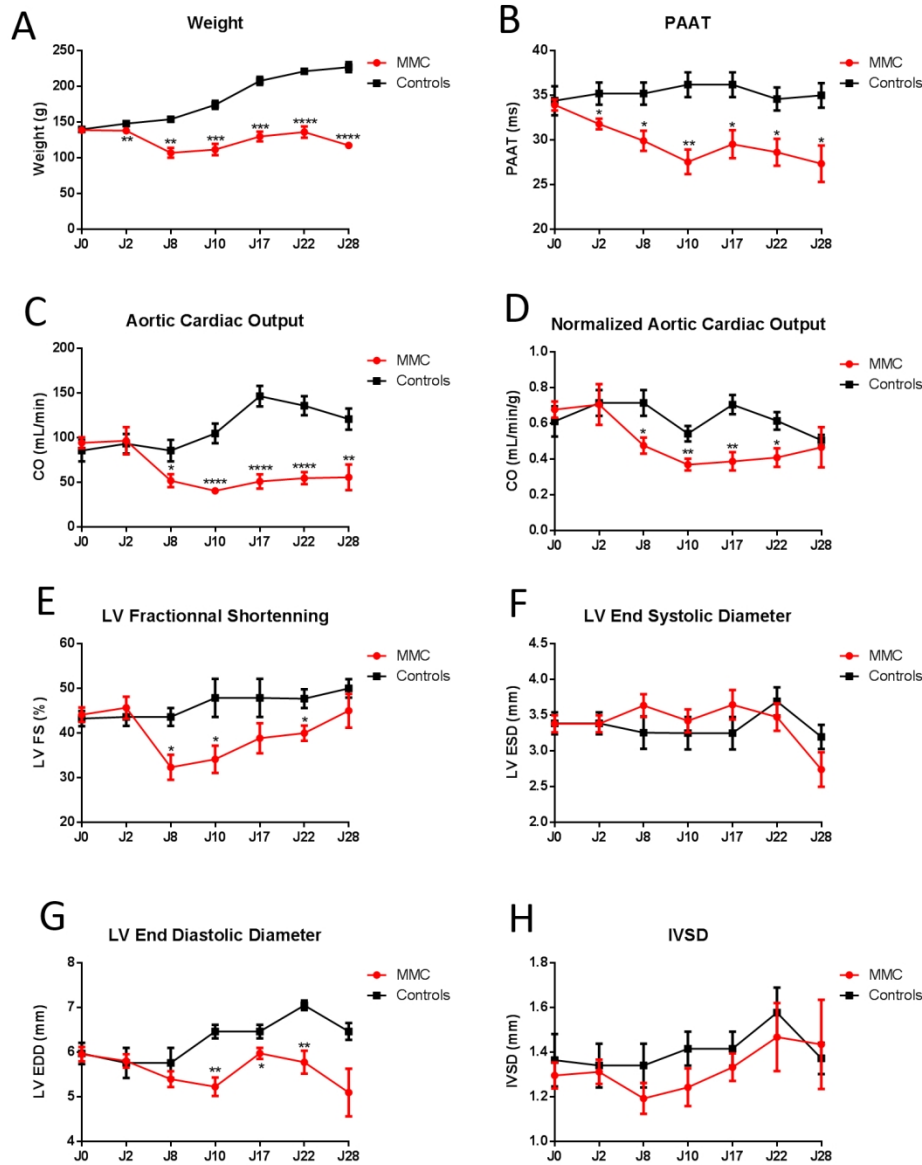 A
Weight
Weight (g)
250
200
150
100
50
0
** ** *** *** **** ****
J0 J2 J8 J10 J17 J22 J28
MMC
Controls
B
PAAT
PAAT (ms)
40
35
30
25
20
* * ** * * *
J0 J2 J8 J10 J17 J22 J28
MMC
Controls
C
Aortic Cardiac Output
CO (mL/min)
200
150
100
50
0
* **** **** **** **
J0 J2 J8 J10 J17 J22 J28
MMC
Controls
D
Normalized Aortic Cardiac Output
CO (mL/min/g)
1.0
0.8
0.6
0.4
0.2
0.0
* ** ** *
J0 J2 J8 J10 J17 J22 J28
MMC
Controls
E
LV Fractionnal Shortenning
LV FS (%)
60
50
40
30
20
* * *
J0 J2 J8 J10 J17 J22 J28
MMC
Controls
F
LV End Systolic Diameter
LV ESD (mm)
4.5
4.0
3.5
3.0
2.5
2.0
J0 J2 J8 J10 J17 J22 J28
MMC
Controls
G
LV End Diastolic Diameter
LV EDD (mm)
8
7
6
5
4
** * **
J0 J2 J8 J10 J17 J22 J28
MMC
Controls
H
IVSD
IVSD (mm)
1.8
1.6
1.4
1.2
1.0
J0 J2 J8 J10 J17 J22 J28
MMC
Controls